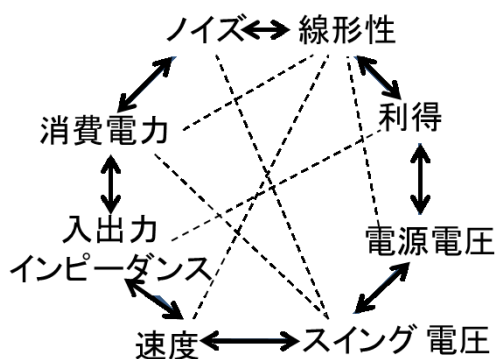 ノイズ 線形性
消費電力 利得
入出力
インピーダンス 電源電圧
速度 スイング 電圧